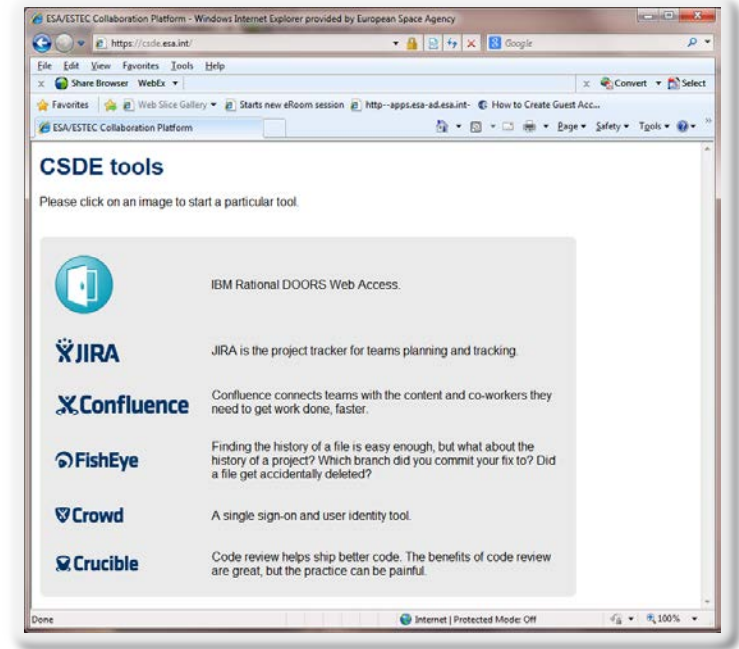 ESA/ESTEC Collaboration Platform - Windows Internet Explorer provided by European Space Agency
https://csde.esa.int/
Google
File Edit View Favorites Tools Help
x Share Browser WebEx
x Convert Select
Favorites Web Slice Gallery Starts new eRoom session http--apps.esa-ad.esa.int- How to Create Guest Acc...
ESA/ESTEC Collaboration Platform
Page Safety Tools
CSDE tools
Please click on an image to start a particular tool.
IBM Rational DOORS Web Access.
JIRA
JIRA is the project tracker for teams planning and tracking.
Confluence
Confluence connects teams with the content and co-workers they
need to get work done, faster.
FishEye
Finding the history of a file is easy enough, but what about the
history of a project? Which branch did you commit your fix to? Did
a file get accidentally deleted?
Crowd
A single sign-on and user identity tool.
Crucible
Code review helps ship better code. The benefits of code review
are great, but the practice can be painful.
Done
Internet | Protected Mode: Off
100%